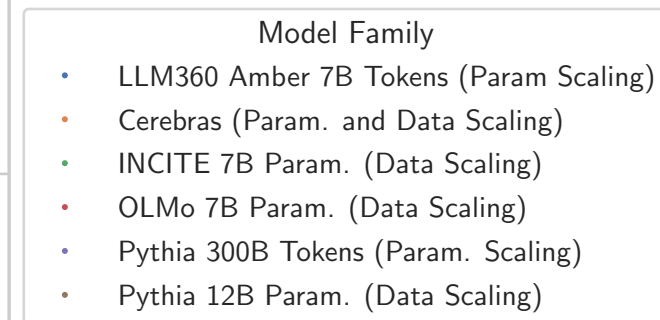 Model Family
LLM360 Amber 7B Tokens (Param Scaling)
Cerebras (Param. and Data Scaling)
INCITE 7B Param. (Data Scaling)
OLMo 7B Param. (Data Scaling)
Pythia 300B Tokens (Param. Scaling)
Pythia 12B Param. (Data Scaling)